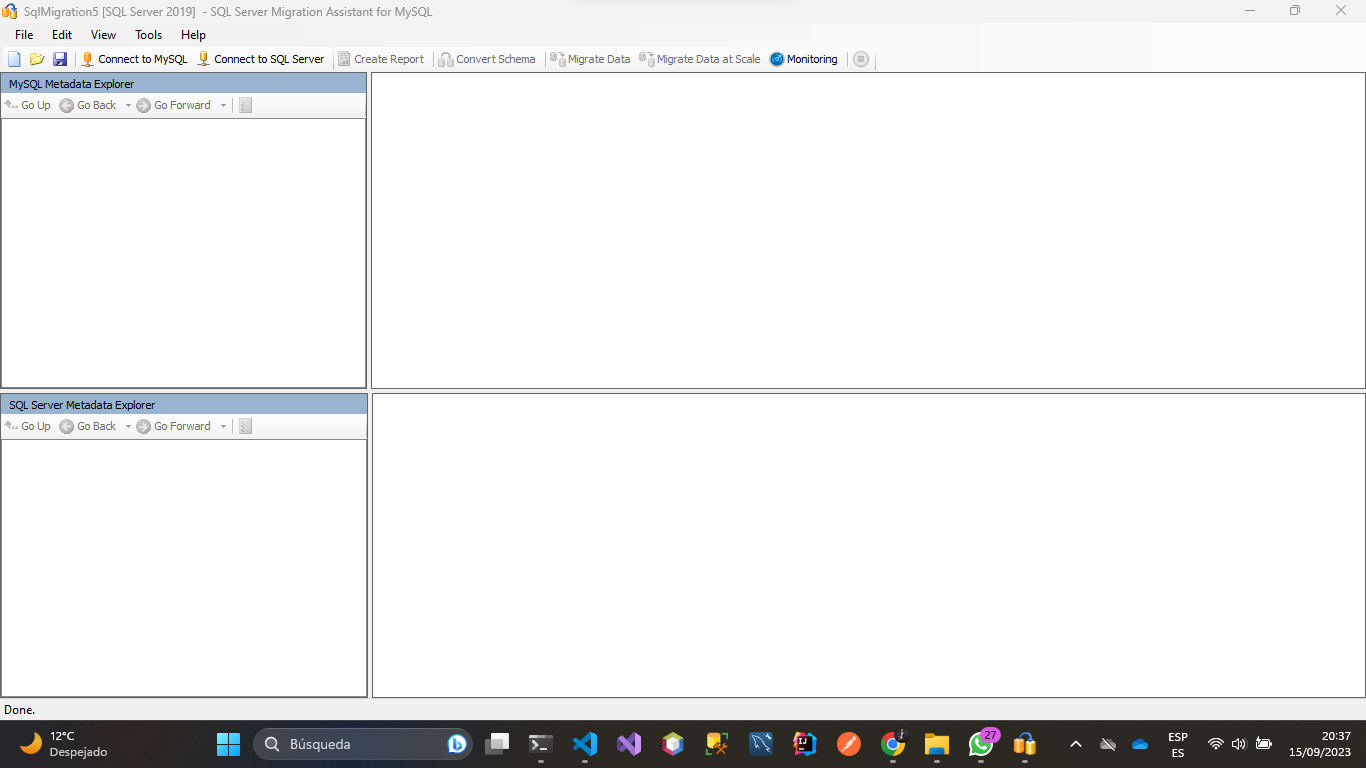 SqlMigration5 [SQL Server 2019] - SQL Server Migration Assistant for MySQL
File Edit View Tools Help
Connect to MySQL Connect to SQL Server Create Report Convert Schema Migrate Data Migrate Data at Scale Monitoring
MySQL Metadata Explorer
Go Up Go Back Go Forward
SQL Server Metadata Explorer
Go Up Go Back Go Forward
Done.
12°C
Despejado
Búsqueda
27
ESP
ES
20:37
15/09/2023